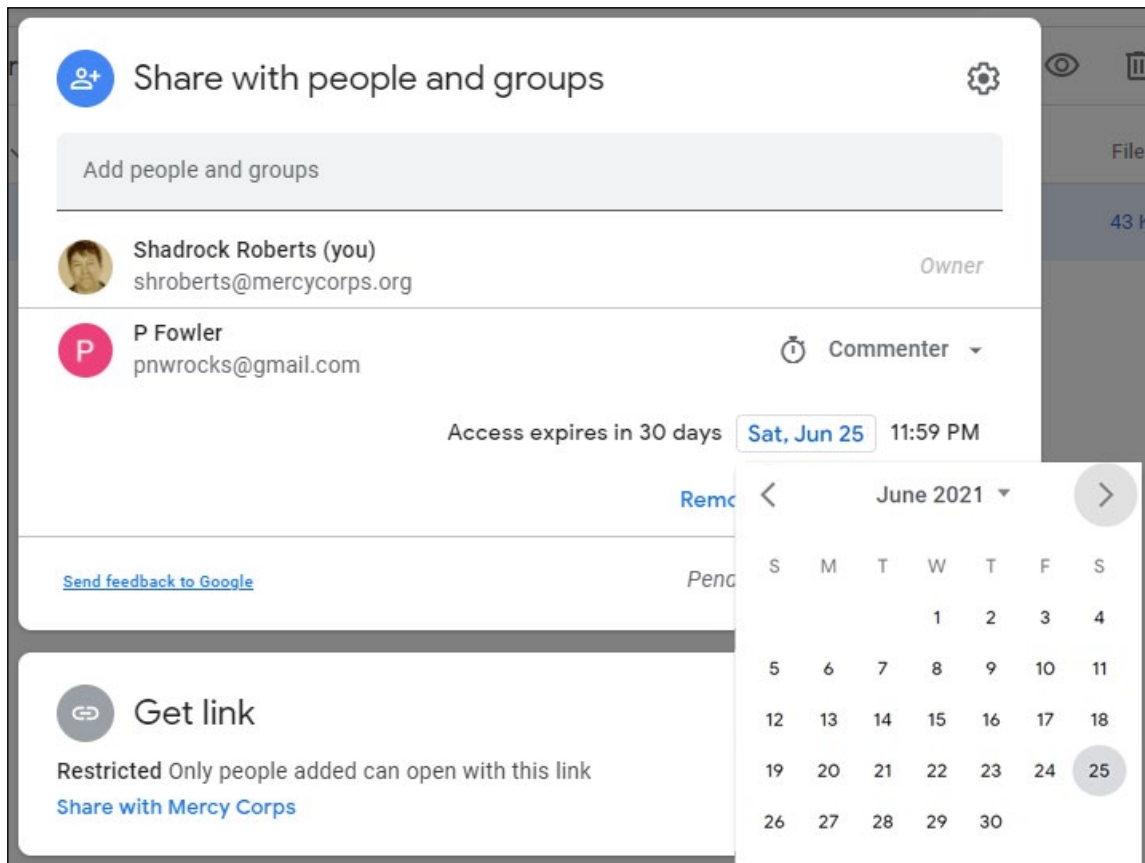 Share with people and groups
File
Add people and groups
43
Shadrock Roberts (you)
Owner
shroberts@mercycorps.org
P
P Fowler
Commenter
pnwrocks@gmail.com
Access expires in 30 days Sat, Jun 25 11:59 PM
June 2021
S M T W T F S
1 2 3 4
5 6 7 8 9 10 11
12 13 14 15 16 17 18
19 20 21 22 23 24 25
26 27 28 29 30
Send feedback to Google
Get link
Restricted Only people added can open with this link
Share with Mercy Corps